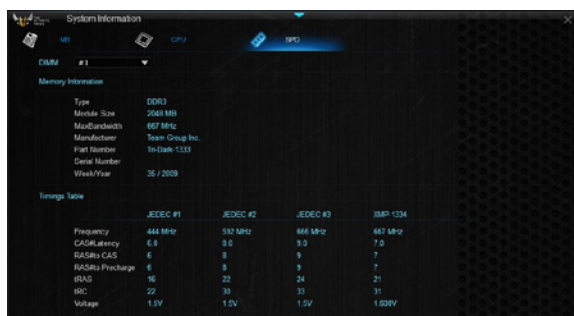 System Information
MB CPU SPD
DIMM #1
Memory Information
Type DDR3
Module Size 2048 MB
MaxBandwidth 667 MHz
Manufacturer Team Group Inc.
Part Number Tn-Dark-1333
Serial Number
Week/Year 35 / 2009
Timings Table
JEDEC #1 JEDEC #2 JEDEC #3 XMP-1334
Frequency 444 MHz 592 MHz 666 MHz 667 MHz
CAS#Latency 6.0 8.0 9.0 7.0
RAS#to CAS 6 8 9 7
RAS#to Precharge 6 8 9 7
tRAS 16 22 24 21
tRC 22 30 33 31
Voltage 1.5V 1.5V 1.5V 1.600V